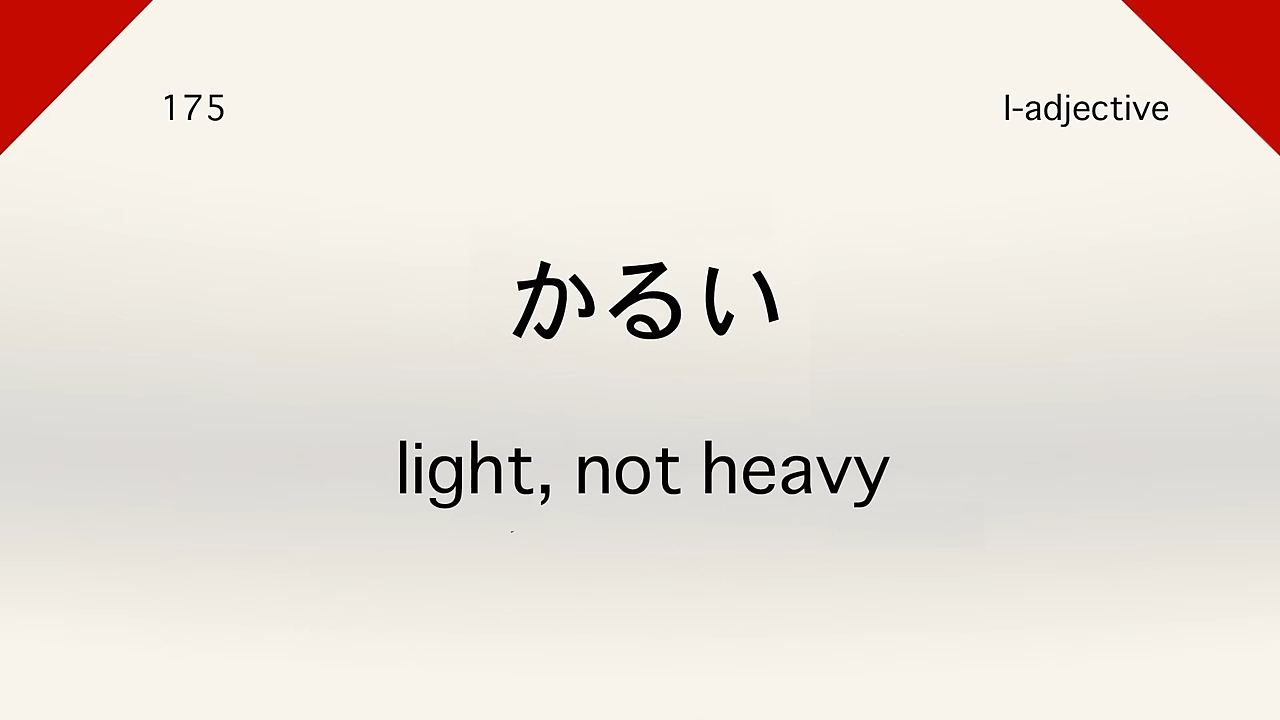 175
I-adjective
かるい
light, not heavy